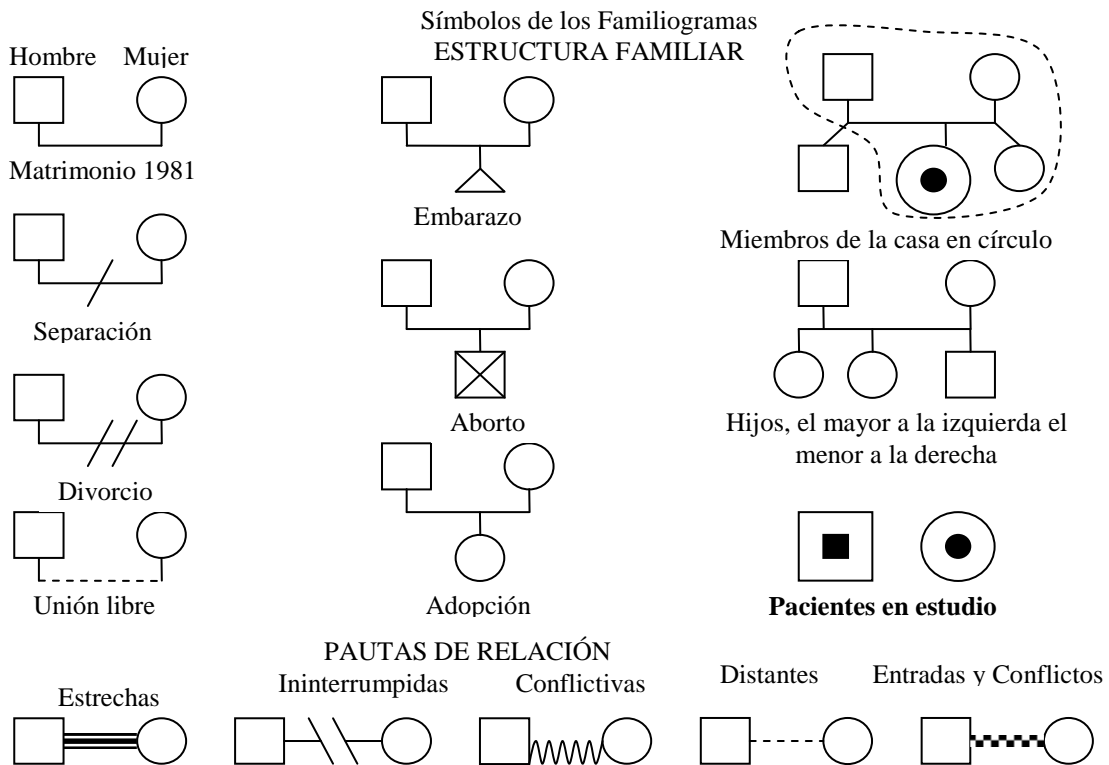 Símbolos de los Familiogramas
ESTRUCTURA FAMILIAR
Hombre Mujer
Matrimonio 1981
Separación
Divorcio
Unión libre
Embarazo
Aborto
Adopción
Miembros de la casa en círculo
Hijos, el mayor a la izquierda el
menor a la derecha
Pacientes en estudio
PAUTAS DE RELACIÓN
Estrechas
Ininterrumpidas
Conflictivas
Distantes
Entradas y Conflictos